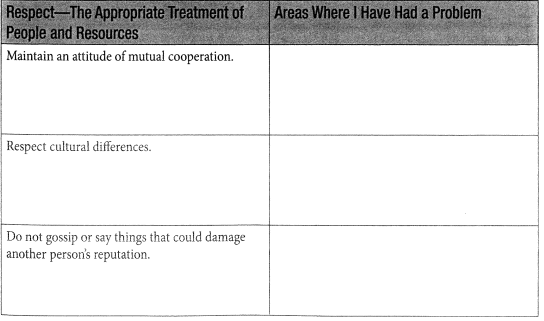 Respect—The Appropriate Treatment of
People and Resources
Areas Where I Have Had a Problem
Maintain an attitude of mutual cooperation.
Respect cultural differences.
Do not gossip or say things that could damage
another person's reputation.